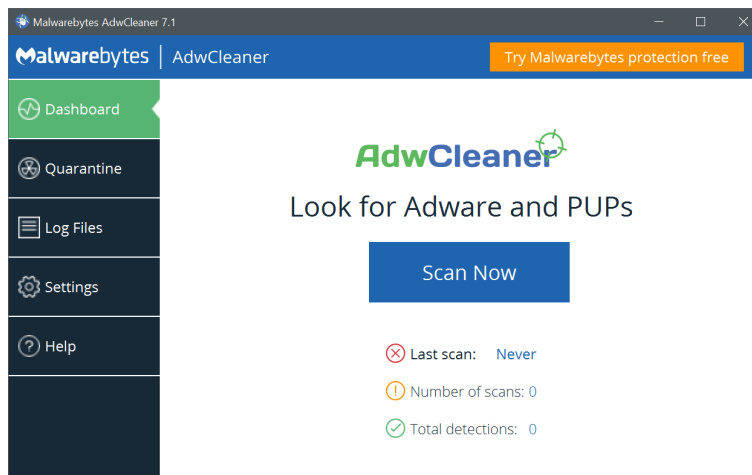 Malwarebytes AdwCleaner 7.1
Malwarebytes | AdwCleaner
Try Malwarebytes protection free
Dashboard
Quarantine
Log Files
Settings
Help
AdwCleaner
Look for Adware and PUPs
Scan Now
Last scan: Never
Number of scans: 0
Total detections: 0